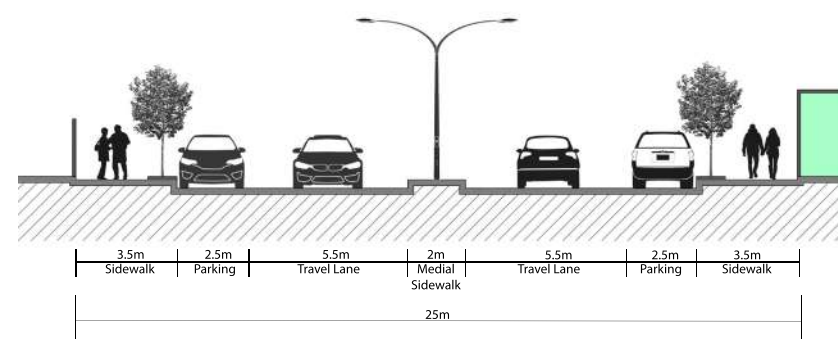 3.5m 2.5m 5.5m 2m 5.5m 2.5m 3.5m
Sidewalk Parking Travel Lane Medial Travel Lane Parking Sidewalk
Sidewalk
25m